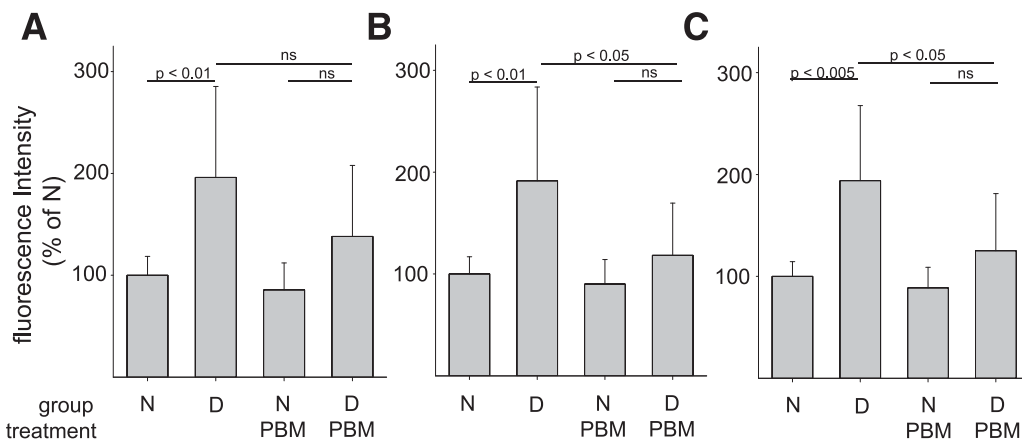 A B C
ns p < 0.05 p < 0.05
p < 0.01 ns p < 0.01 ns p < 0.005 ns
300 300 300
200 200 200
100 100 100
fluorescence Intensity
(% of N)
group N D N D N D N D N D N D
treatment PBM PBM PBM PBM PBM PBM